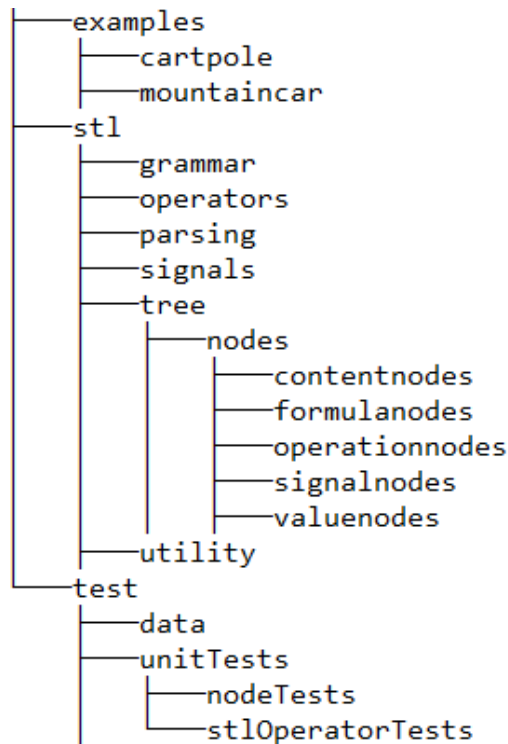 examples
cartpole
mountaincar
stl
grammar
operators
parsing
signals
tree
nodes
contentnodes
formulanodes
operationnodes
signalnodes
valuenodes
utility
test
data
unitTests
nodeTests
stlOperatorTests